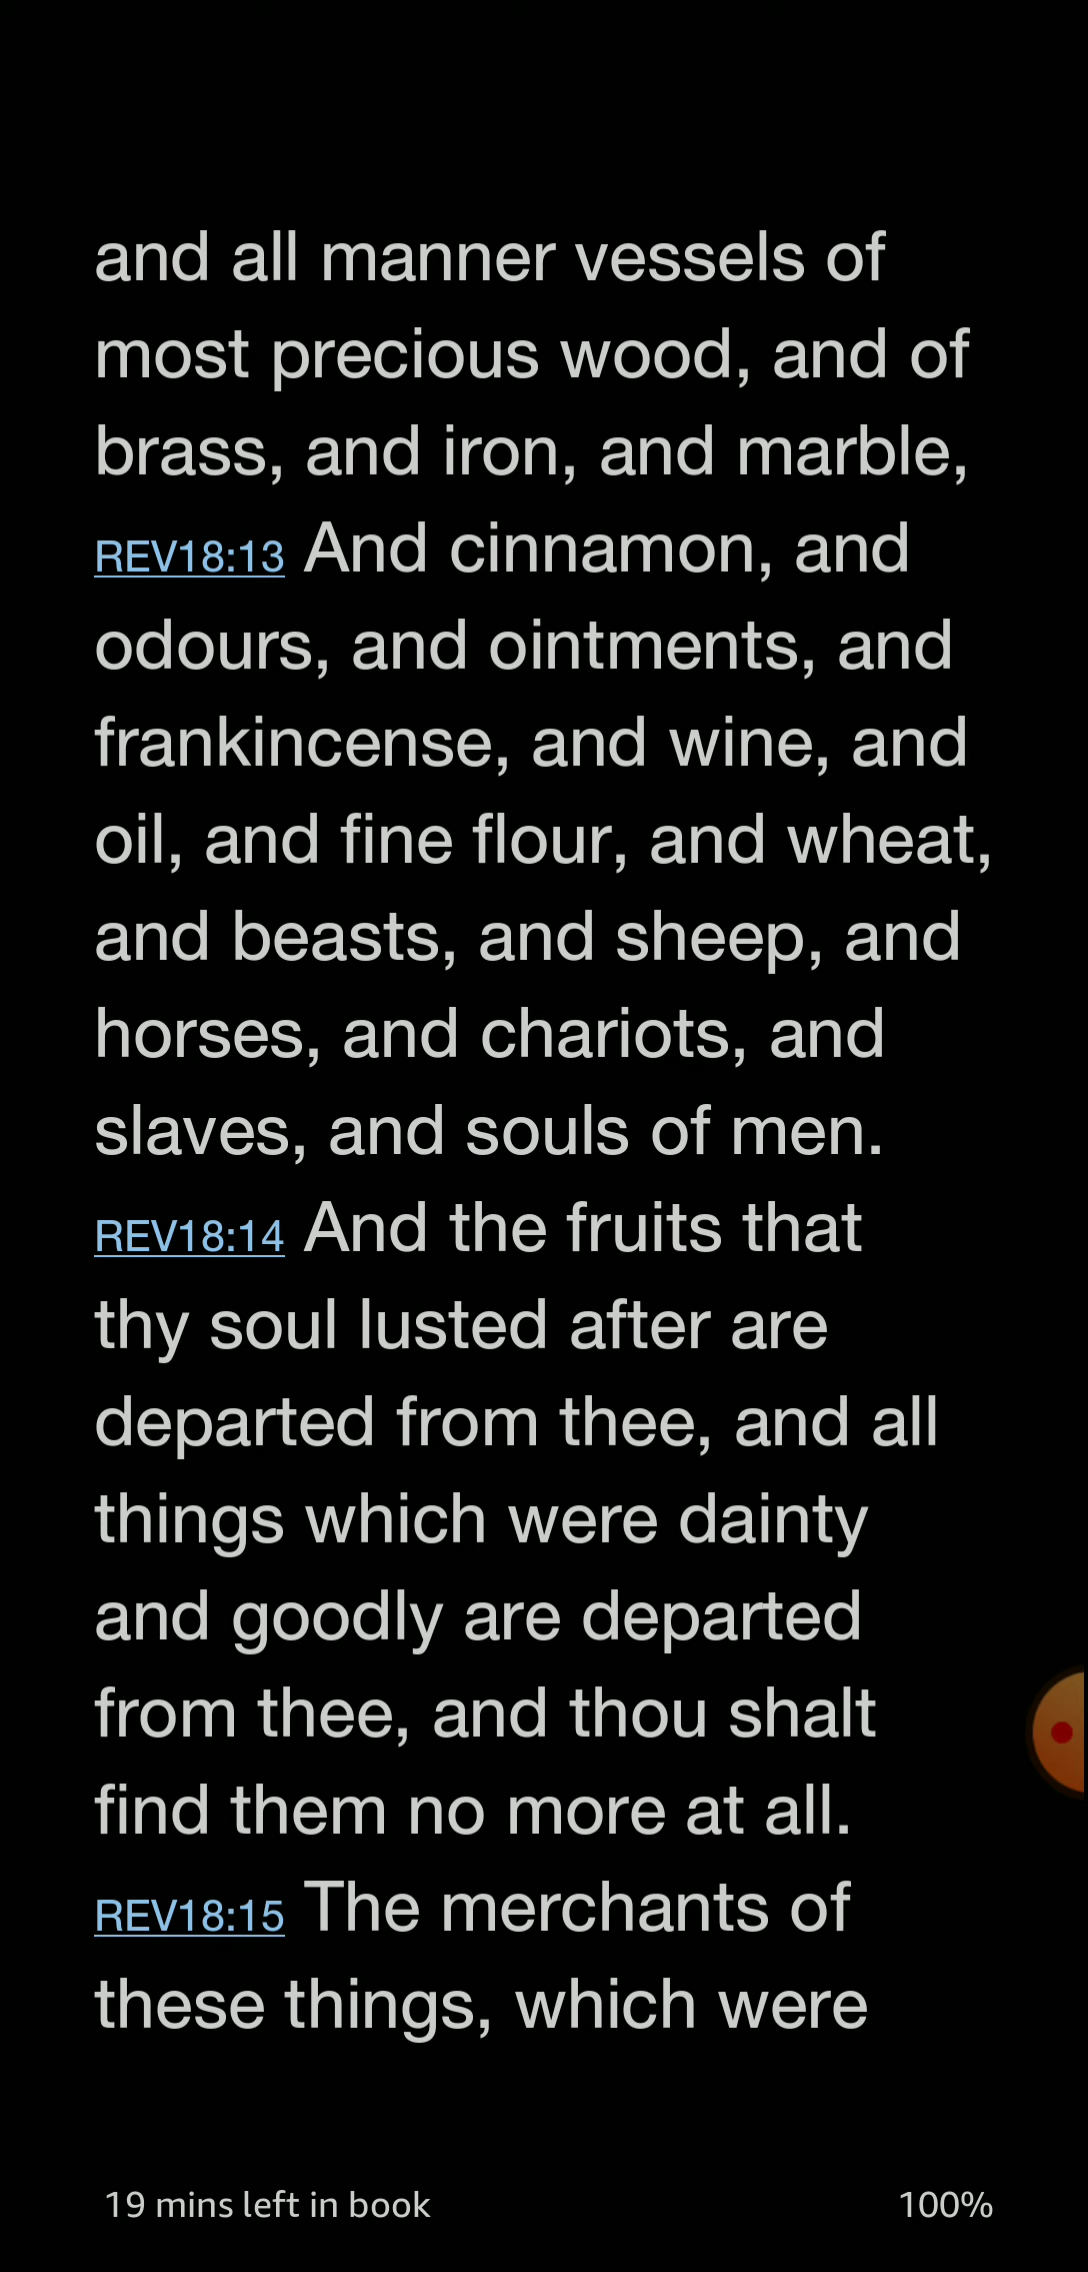 and all manner vessels of
most precious wood, and of
brass, and iron, and marble,
REV18:13 And cinnamon, and
odours, and ointments, and
frankincense, and wine, and
oil, and fine flour, and wheat,
and beasts, and sheep, and
horses, and chariots, and
slaves, and souls of men.
REV18:14 And the fruits that
thy soul lusted after are
departed from thee, and all
things which were dainty
and goodly are departed
from thee, and thou shalt
find them no more at all.
REV18:15 The merchants of
these things, which were
19 mins left in book 100%